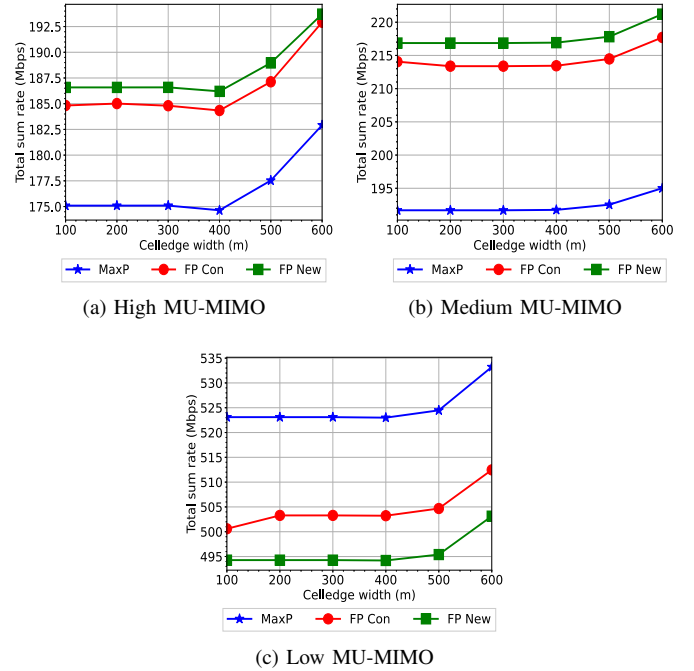 Total sum rate (Mbps)
192.5
190.0
187.5
185.0
182.5
180.0
177.5
175.0
100 200 300 400 500 600
Celledge width (m)
MaxP FP Con FP New
(a) High MU-MIMO
Total sum rate (Mbps)
220
215
210
205
200
195
190
100 200 300 400 500 600
Celledge width (m)
MaxP FP Con FP New
(b) Medium MU-MIMO
Total sum rate (Mbps)
535
530
525
520
515
510
505
500
495
100 200 300 400 500 600
Celledge width (m)
MaxP FP Con FP New
(c) Low MU-MIMO